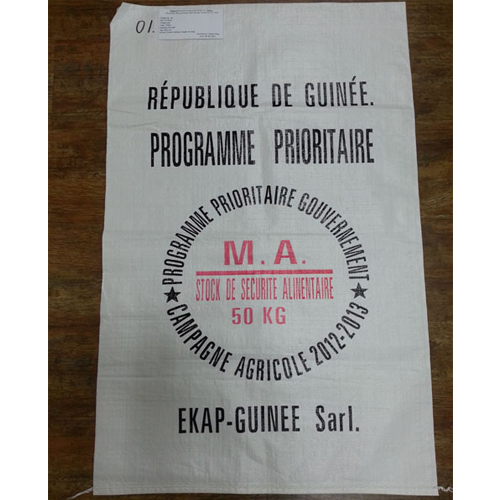 01.
RÉPUBLIQUE DE GUINÉE.
PROGRAMME PRIORITAIRE
PROGRAMME PRIORITAIRE GOUVERNEMENT
M.A.
STOCK DE SECURITE ALINENTAIRE
50 KG
★ CAMPAGNE AGRICOLE 2012-2013 ★
EKAP-GUINEE Sarl.